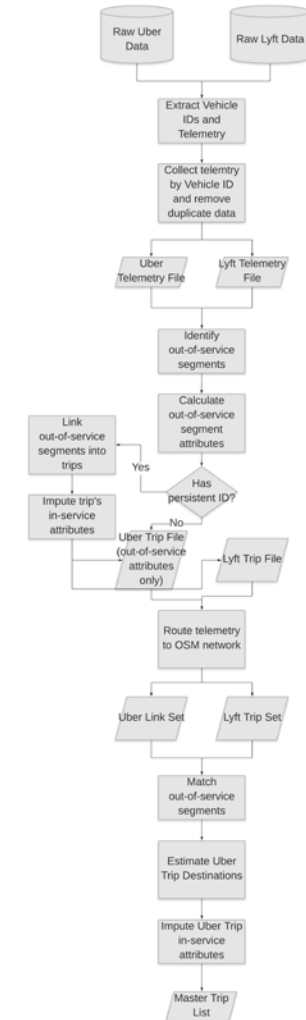 Raw Uber
Data
Raw Lyft Data
Extract Vehicle
IDs and
Telemetry
Collect telemtry
by Vehicle ID
and remove
duplicate data
Uber
Telemetry File
Lyft Telemetry
File
Identify
out-of-service
segments
Calculate
out-of-service
segment
attributes
Link
out-of-service
segments into
trips
Yes
Has
persistent ID?
Impute trip's
in-service
attributes
No
Uber Trip File
(out-of-service
attributes
only)
Lyft Trip File
Route telemetry
to OSM network
Uber Link Set
Lyft Trip Set
Match
out-of-service
segments
Estimate Uber
Trip Destinations
Impute Uber Trip
in-service
attributes
Master Trip
List